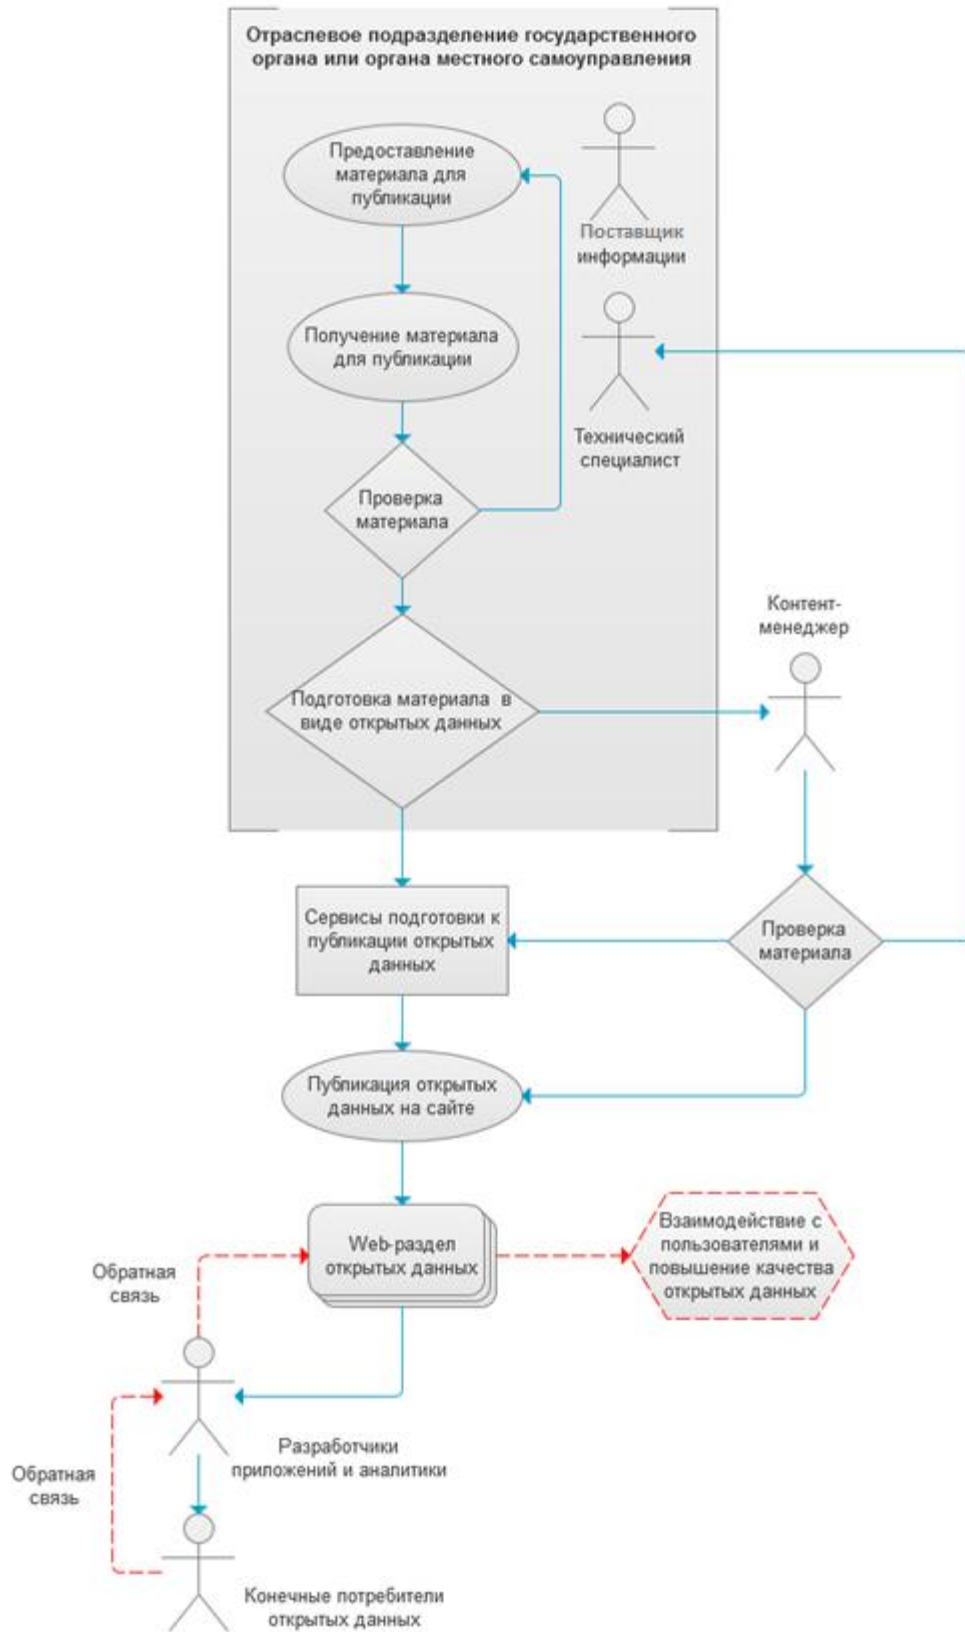 Отраслевое подразделение государственного
органа или органа местного самоуправления
Предоставление
материала для
публикации
Поставщик
информации
Получение материала
для публикации
Технический
специалист
Проверка
материала
Контент-
менеджер
Подготовка материала в
виде открытых данных
Сервисы подготовки к
публикации открытых
данных
Проверка
материала
Публикация открытых
данных на сайте
Web-раздел
открытых данных
Взаимодействие с
пользователями и
повышение качества
открытых данных
Обратная
связь
Разработчики
приложений и аналитики
Обратная
связь
Конечные потребители
открытых данных